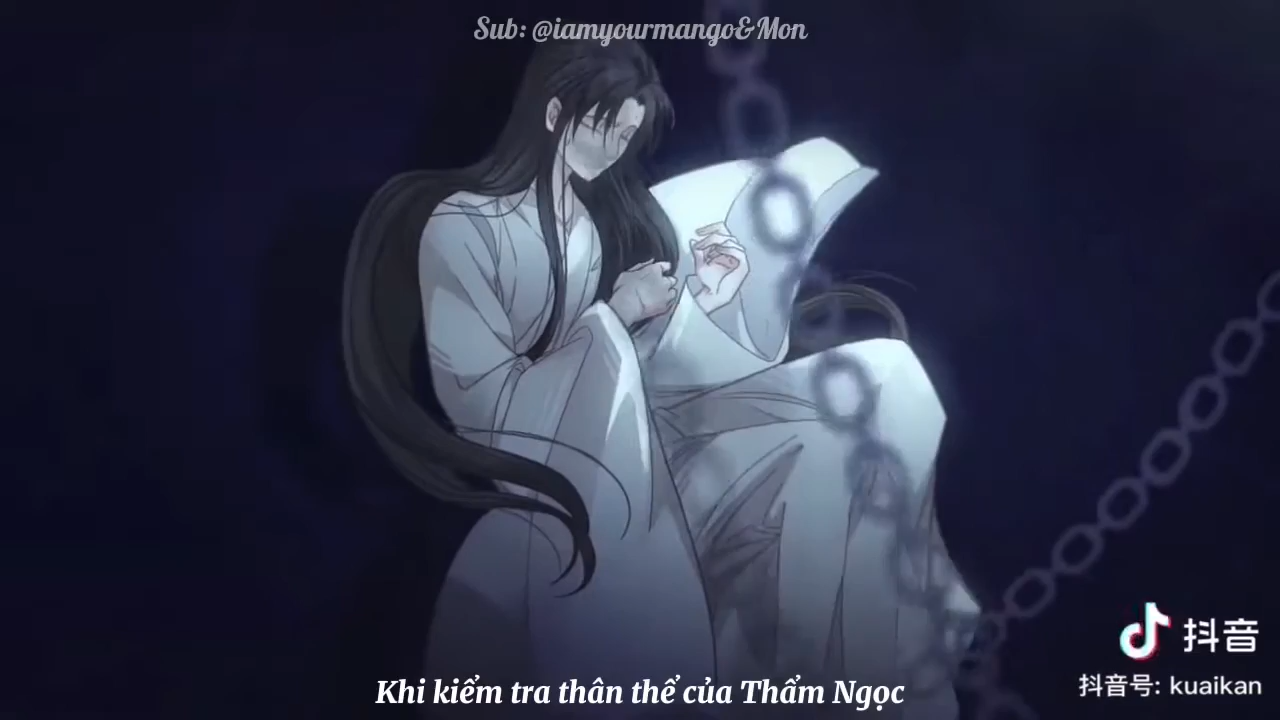 Sub: @iamyourmango&Mon
抖音
抖音号: kuaikan
Khi kiểm tra thân thể của Thẩm Ngọc